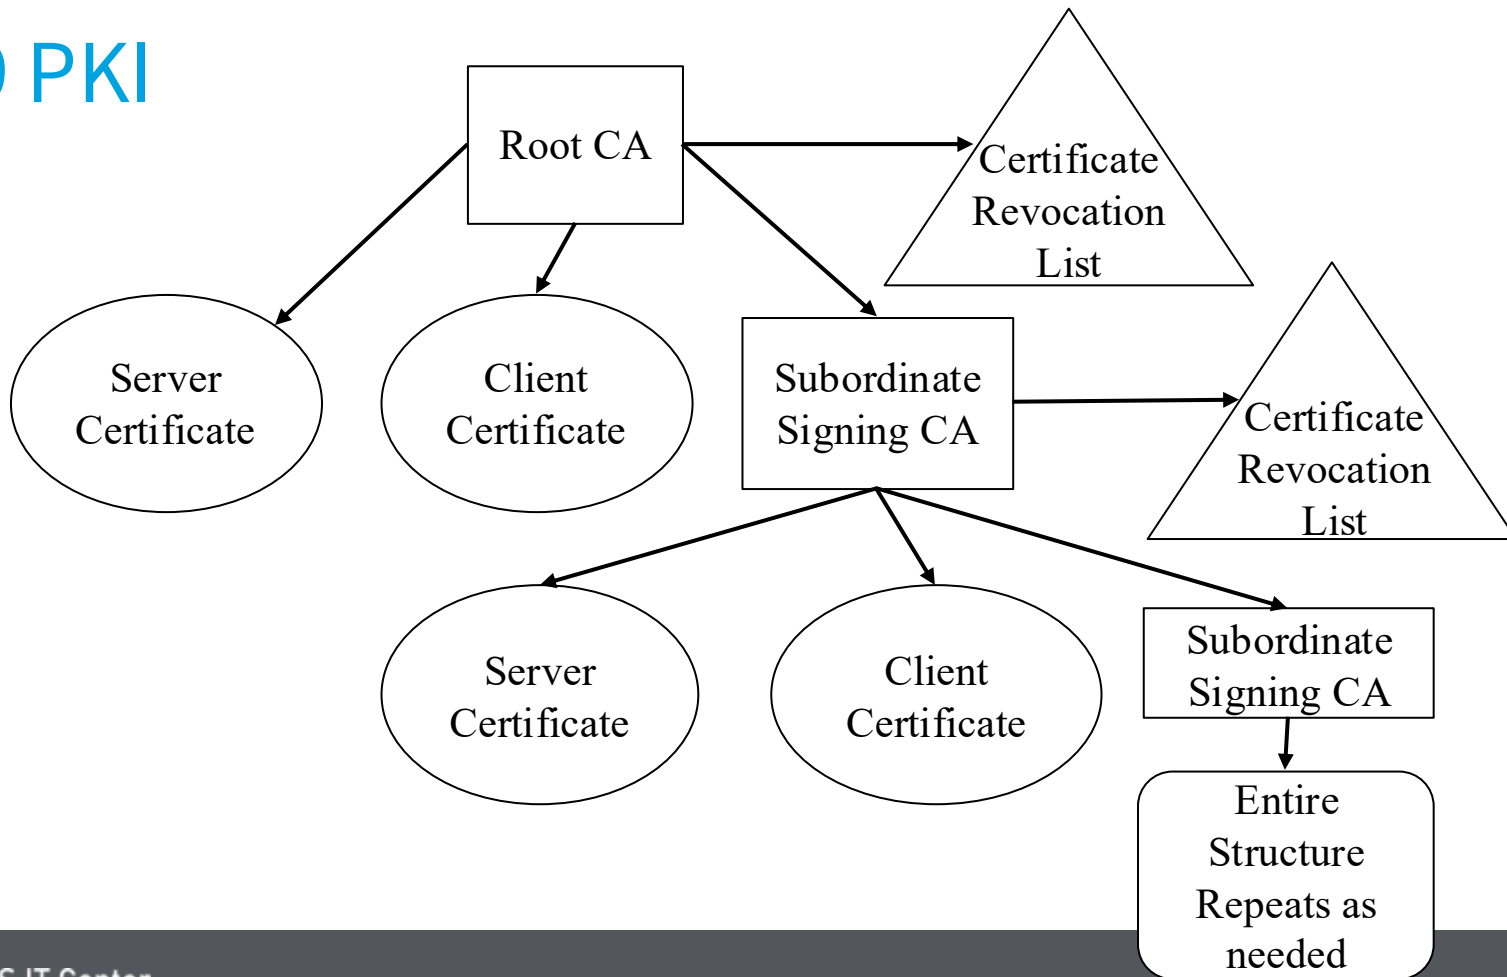 PKI
Root CA
Certificate
Revocation
List
Server
Certificate
Client
Certificate
Subordinate
Signing CA
Certificate
Revocation
List
Server
Certificate
Client
Certificate
Subordinate
Signing CA
Entire
Structure
Repeats as
needed